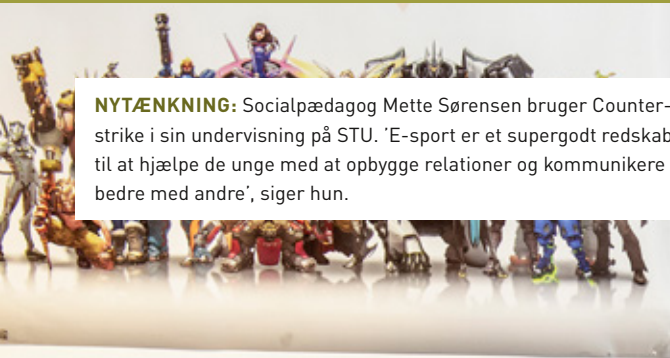 NYTÆNKNING: Socialpædagog Mette Sørensen bruger Counter-
strike i sin undervisning på STU. 'E-sport er et supergodt redskab
til at hjælpe de unge med at opbygge relationer og kommunikere
bedre med andre', siger hun.